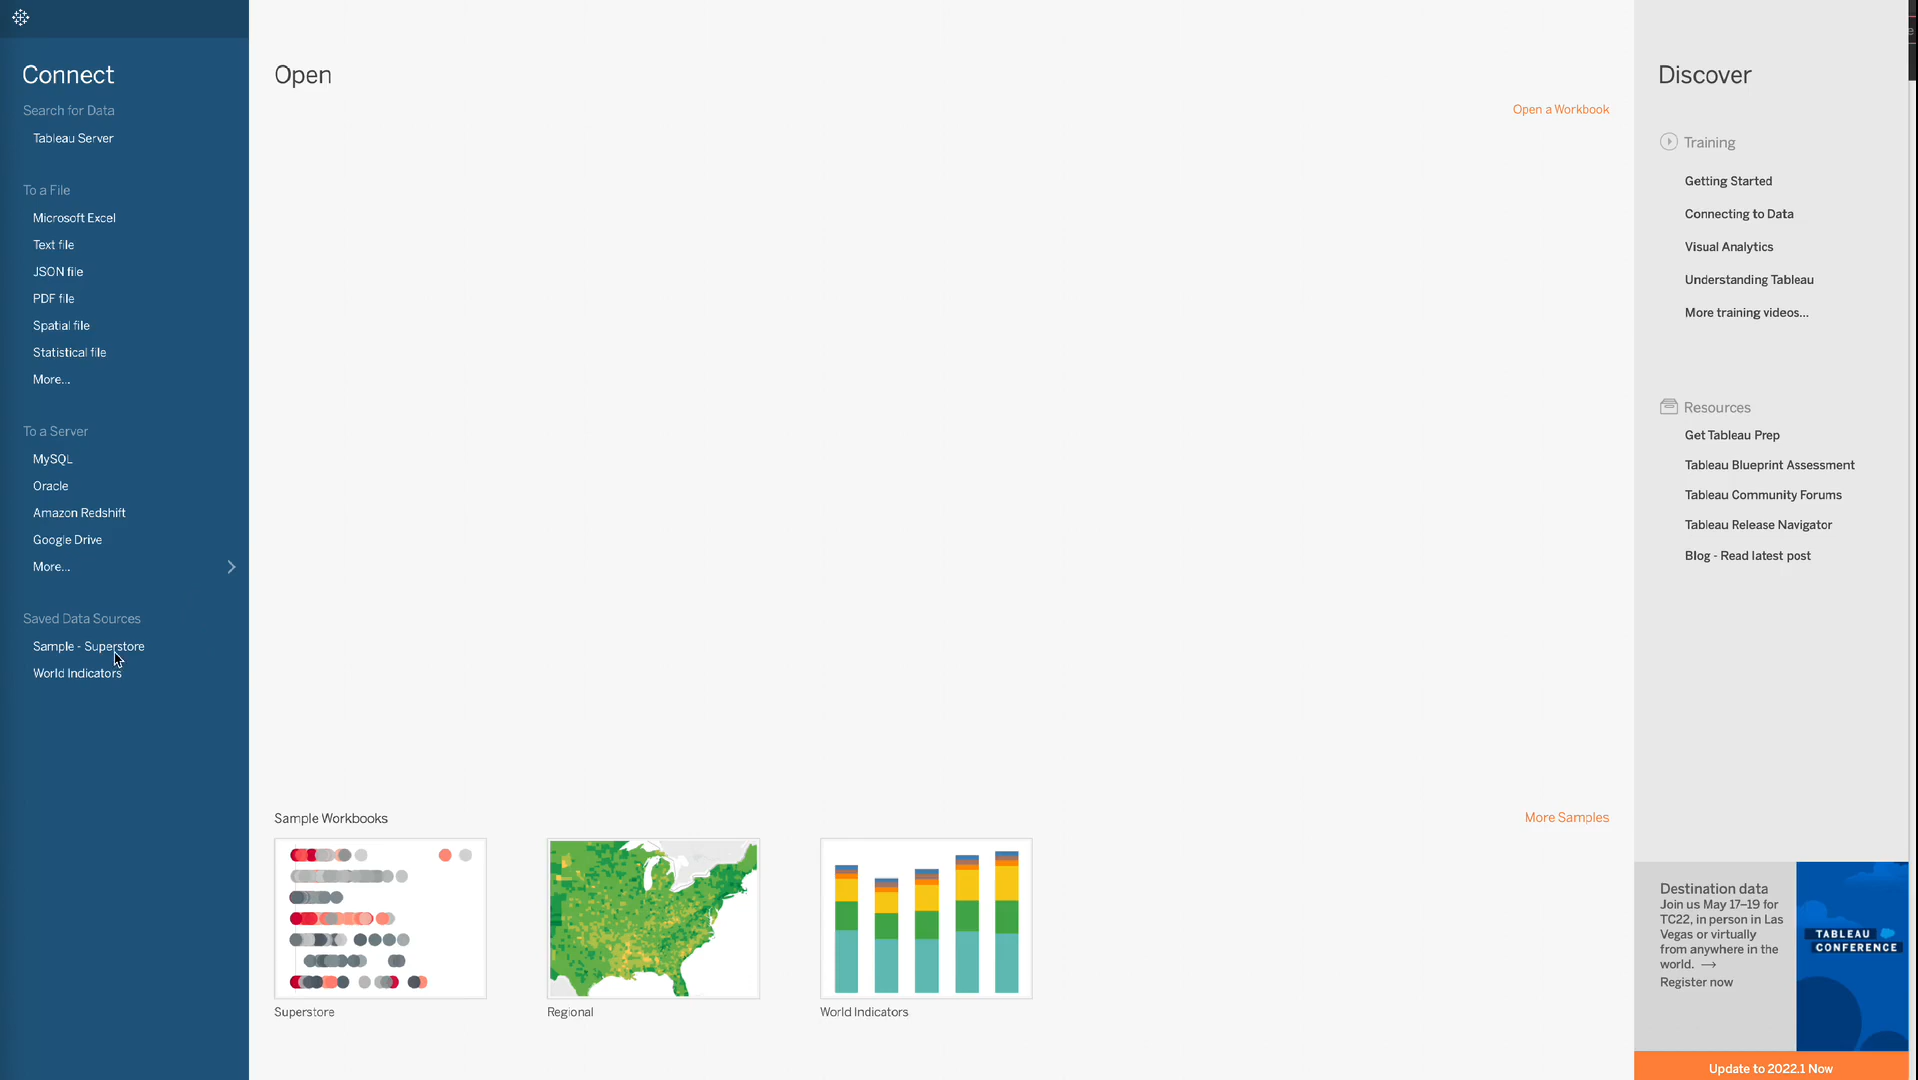 Connect
Search for Data
Tableau Server
To a File
Microsoft Excel
Text file
JSON file
PDF file
Spatial file
Statistical file
More...
To a Server
MySQL
Oracle
Amazon Redshift
Google Drive
More...
Saved Data Sources
Sample - Superstore
World Indicators
Open
Open a Workbook
Sample Workbooks
More Samples
Superstore
Regional
World Indicators
Discover
Training
Getting Started
Connecting to Data
Visual Analytics
Understanding Tableau
More training videos...
Resources
Get Tableau Prep
Tableau Blueprint Assessment
Tableau Community Forums
Tableau Release Navigator
Blog - Read latest post
Destination data
Join us May 17–19 for
TC22, in person in Las
Vegas or virtually
from anywhere in the
world. →
Register now
TABLEAU
CONFERENCE
Update to 2022.1 Now